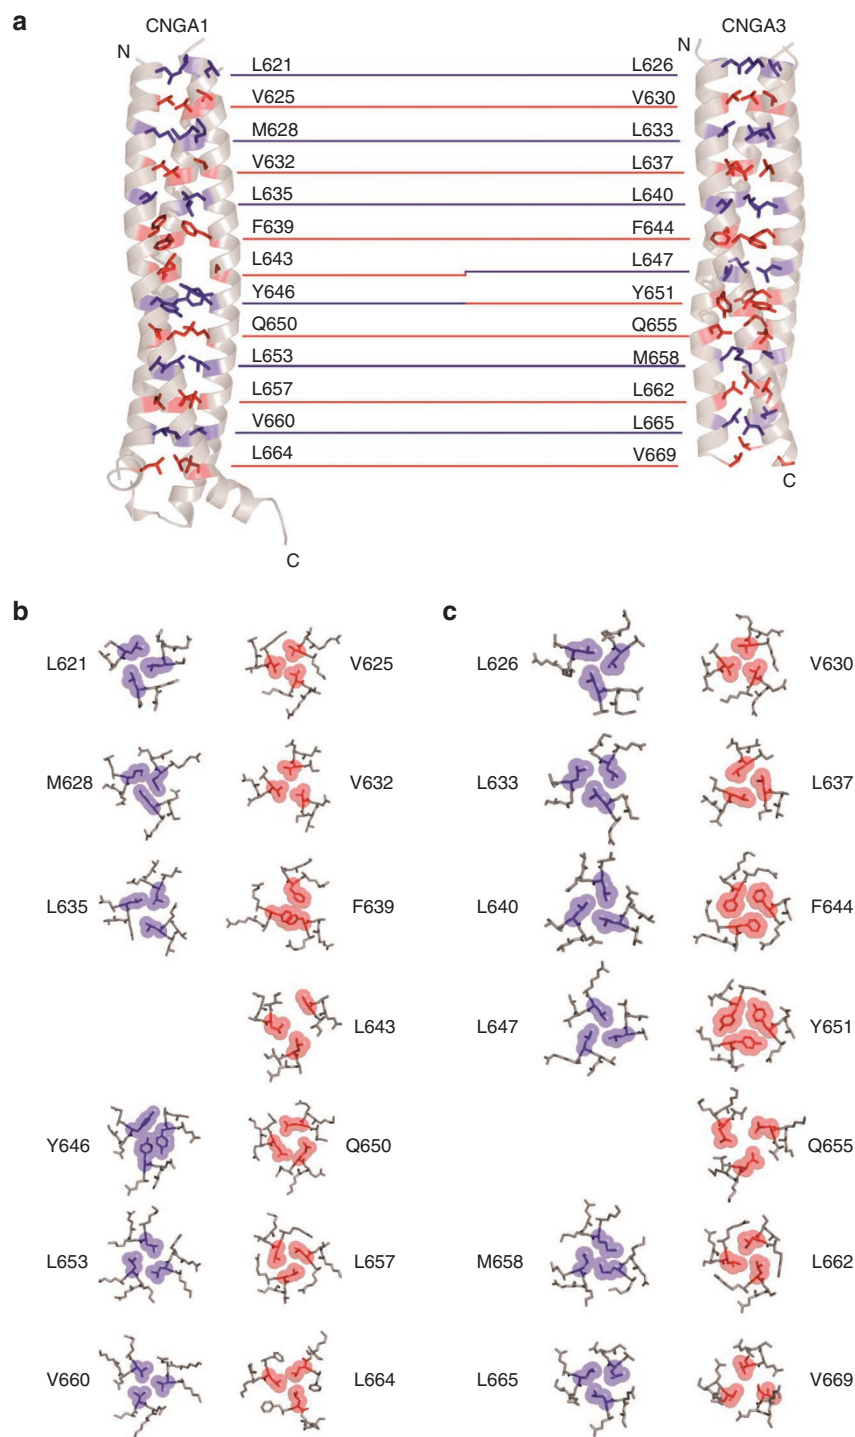 a
CNGA1 CNGA3
N N
L621 L626
V625 V630
M628 L633
V632 L637
L635 L640
F639 F644
L643 L647
Y646 Y651
Q650 Q655
L653 M658
L657 L662
V660 L665
L664 V669
C
C
b c
L621 V625 L626 V630
M628 V632 L633 L637
L635 F639 L640 F644
L643 L647 Y651
Y646 Q650 Q655
L653 L657 M658 L662
V660 L664 L665 V669